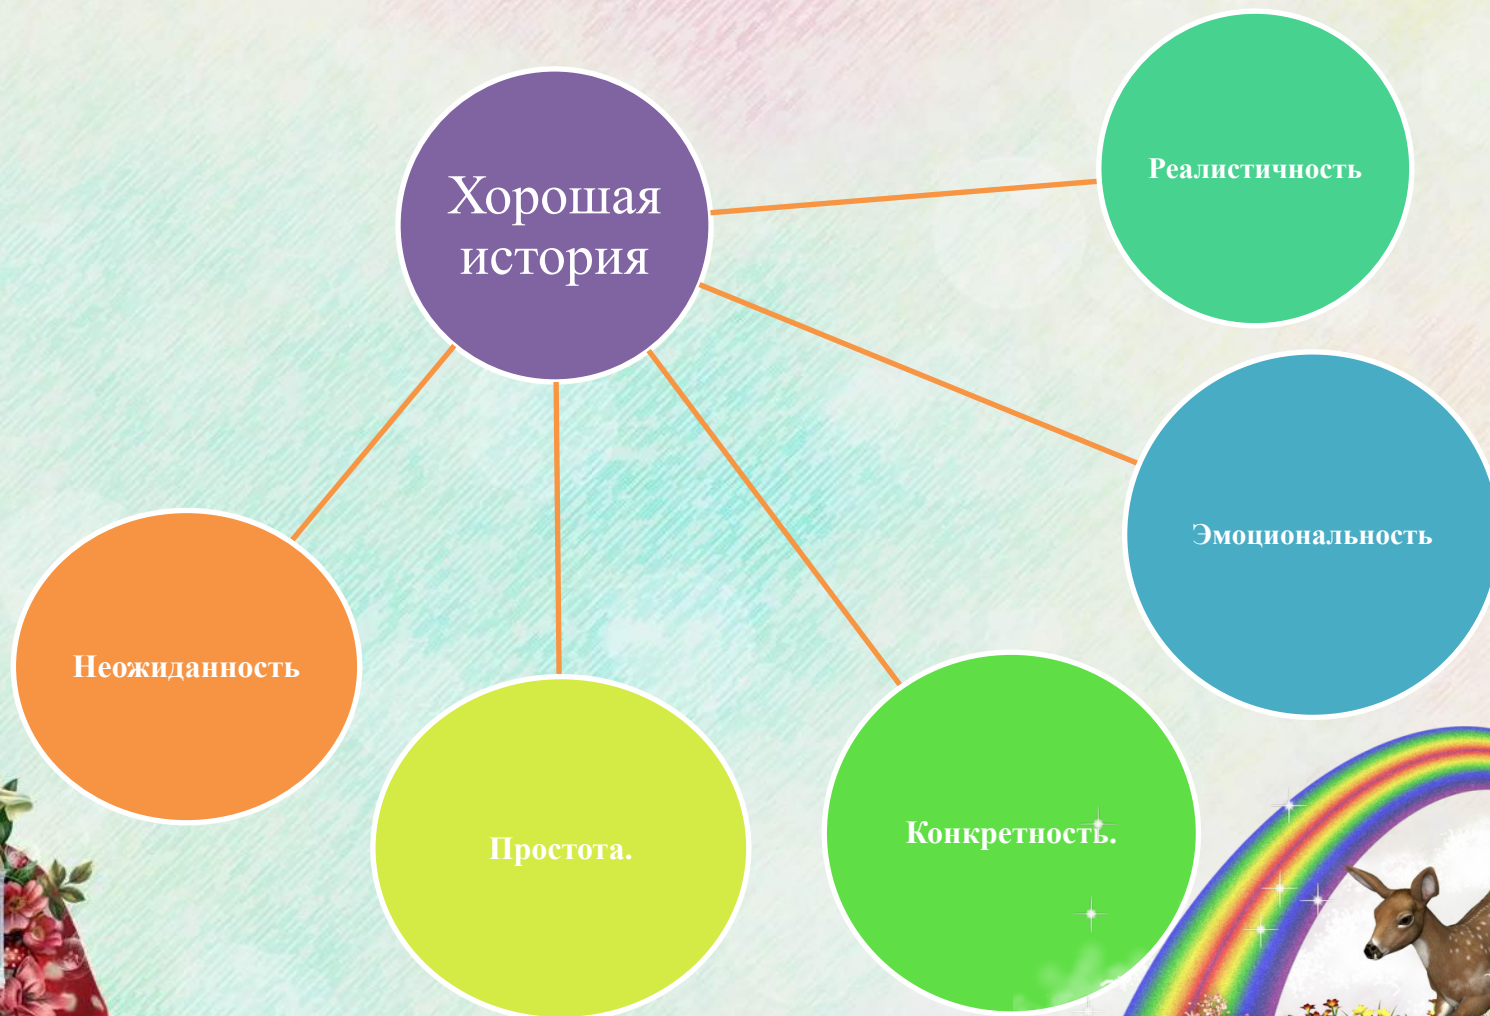 Хорошая
история
Реалистичность
Эмоциональность
Конкретность.
Простота.
Неожиданность